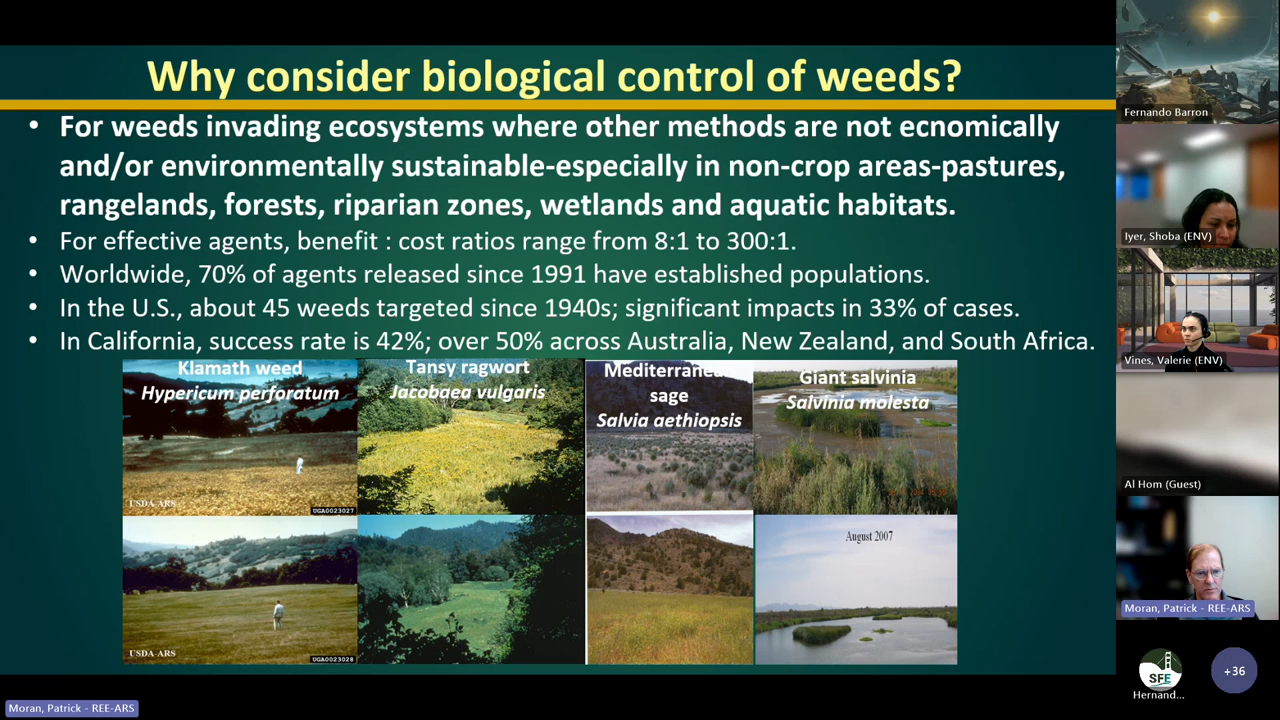 Why consider biological control of weeds?
• For weeds invading ecosystems where other methods are not ecnomically
and/or environmentally sustainable-especially in non-crop areas-pastures,
rangelands, forests, riparian zones, wetlands and aquatic habitats.
• For effective agents, benefit : cost ratios range from 8:1 to 300:1.
• Worldwide, 70% of agents released since 1991 have established populations.
• In the U.S., about 45 weeds targeted since 1940s; significant impacts in 33% of cases.
• In California, success rate is 42%; over 50% across Australia, New Zealand, and South Africa.
Klamath weed
Hypericum perforatum
USDA-ARS
UGA0023027
Tansy ragwort
Jacobaea vulgaris
Mediterranean
sage
Salvia aethiopsis
Giant salvinia
Salvinia molesta
USDA-ARS
UGA0023028
August 2007
Fernando Barron
Iyer, Shoba (ENV)
Vines, Valerie (ENV)
Al Hom (Guest)
Moran, Patrick - REE-ARS
SFE
Hernand...
+36
Moran, Patrick - REE-ARS